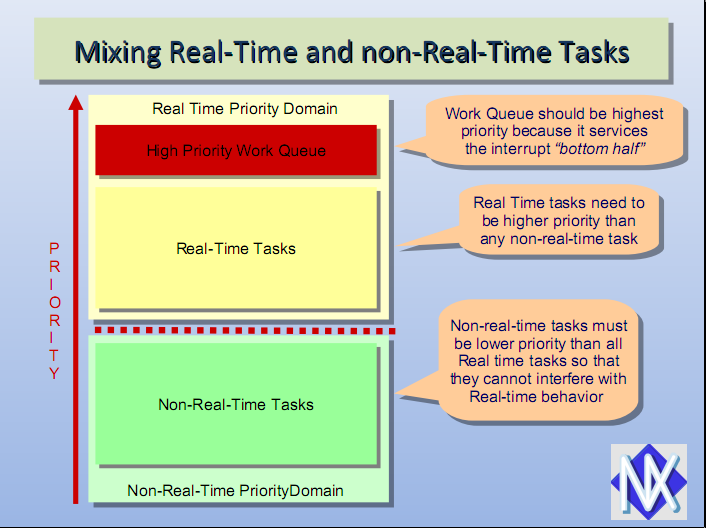 Mixing Real-Time and non-Real-Time Tasks
Real Time Priority Domain
High Priority Work Queue
Work Queue should be highest
priority because it services
the interrupt “bottom half”
Real-Time Tasks
Real Time tasks need to
be higher priority than
any non-real-time task
PRIORITY
Non-real-time tasks must
be lower priority than all
Real time tasks so that
they cannot interfere with
Real-time behavior
Non-Real-Time Tasks
Non-Real-Time PriorityDomain
NX